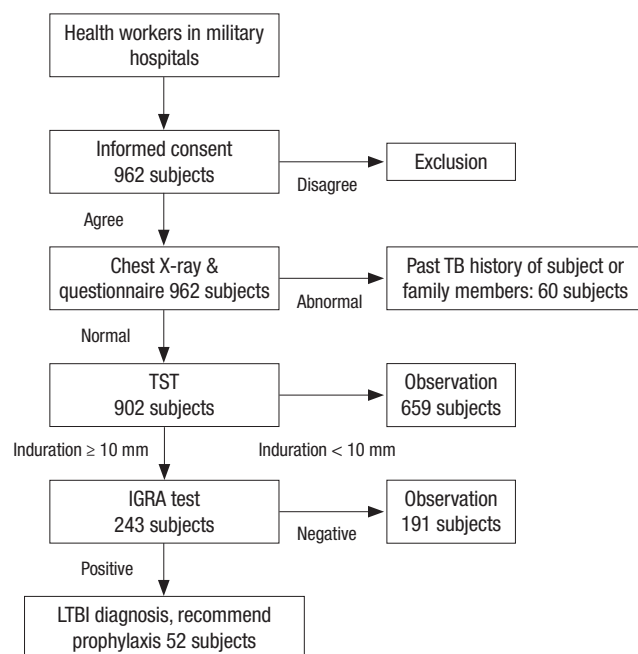 Health workers in military
hospitals
Informed consent
962 subjects
Disagree
Exclusion
Agree
Chest X-ray &
questionnaire 962 subjects
Abnormal
Past TB history of subject or
family members: 60 subjects
Normal
TST
902 subjects
Observation
659 subjects
Induration ≥ 10 mm
Induration < 10 mm
IGRA test
243 subjects
Negative
Observation
191 subjects
Positive
LTBI diagnosis, recommend
prophylaxis 52 subjects